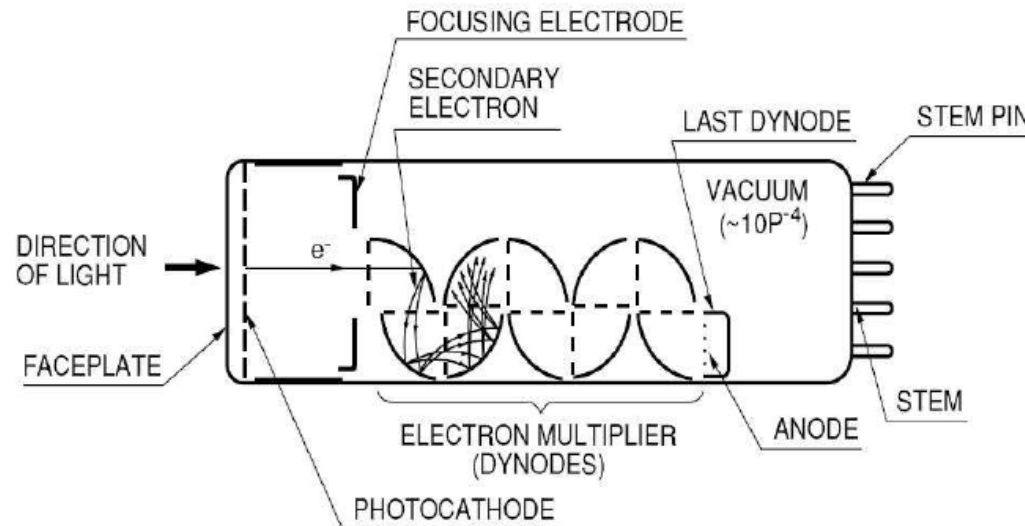 FOCUSING ELECTRODE
SECONDARY
ELECTRON
LAST DYNODE
STEM PIN
VACUUM
(~10P⁻⁴)
DIRECTION
OF LIGHT
e⁻
FACEPLATE
STEM
ELECTRON MULTIPLIER
(DYNODES)
ANODE
PHOTOCATHODE